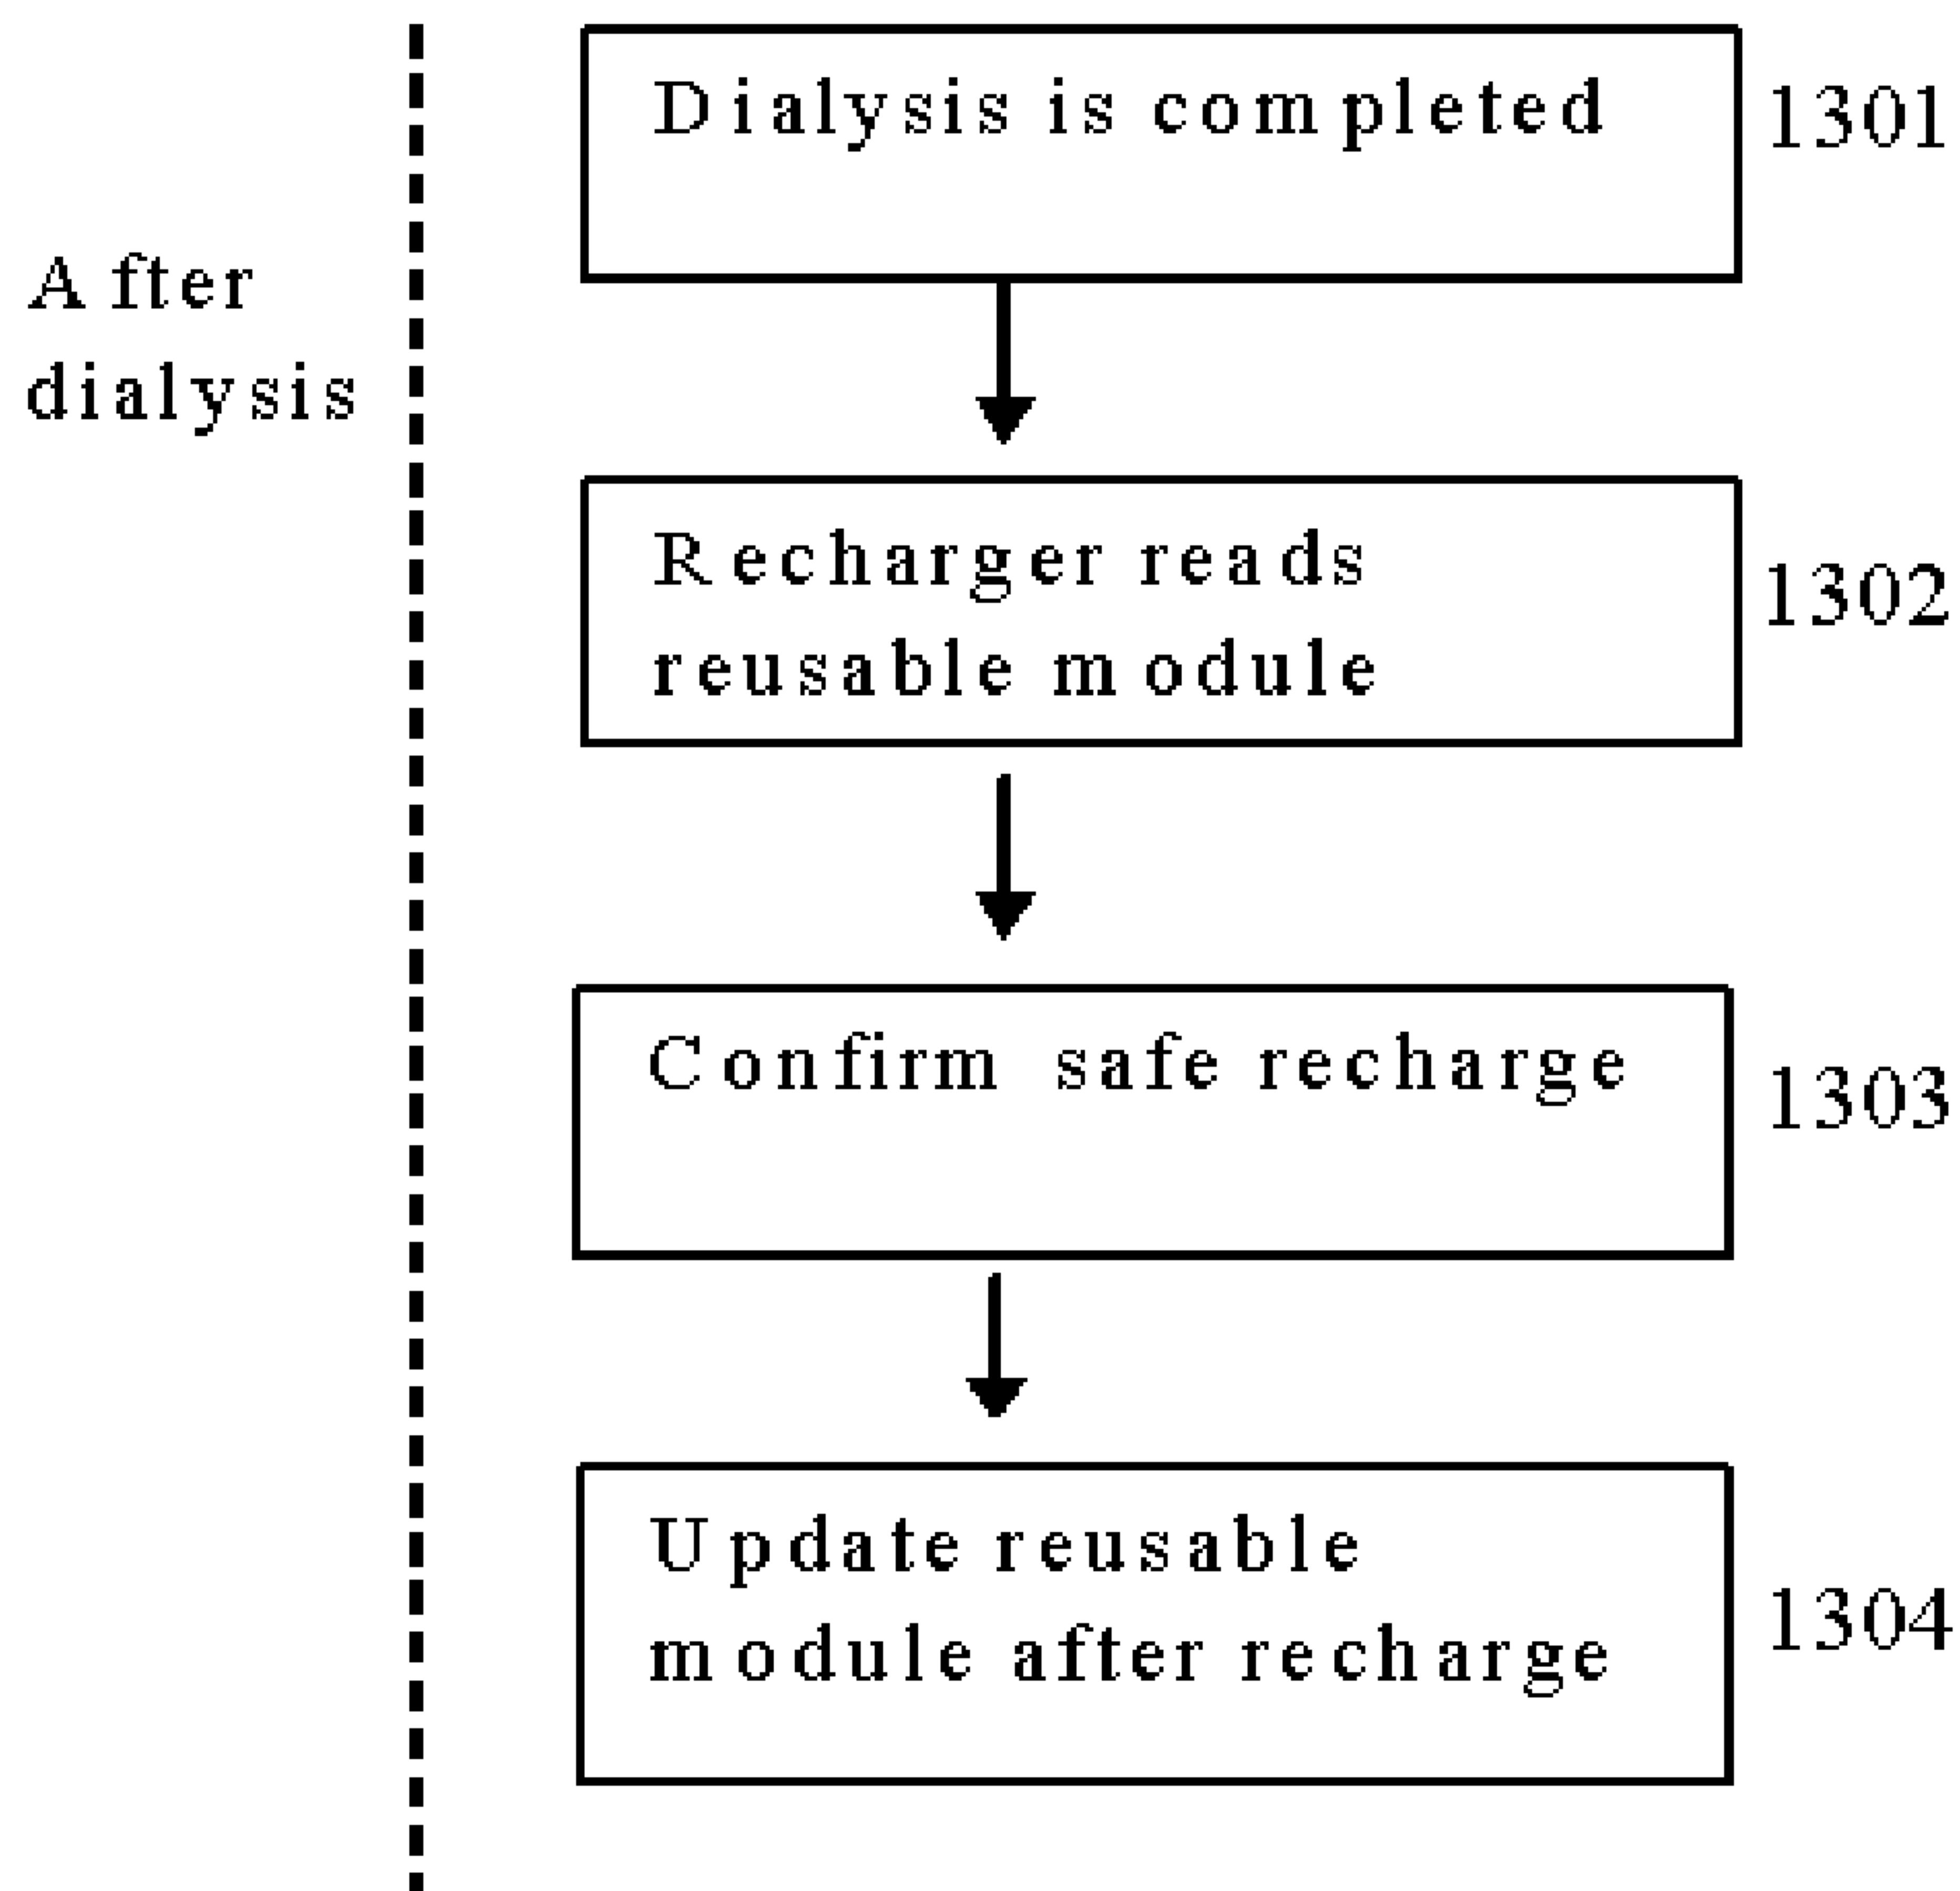 Dialysis is completed
1301
After
dialysis
Recharger reads
reusable module
1302
Confirm safe recharge
1303
Update reusable
module after recharge
1304